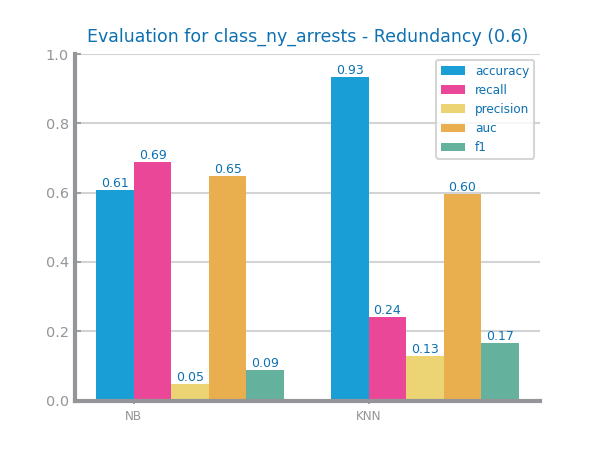 Evaluation for class_ny_arrests - Redundancy (0.6)
1.0
0.8
0.6
0.4
0.2
0.0
0.61
0.69
0.05
0.65
0.09
0.93
0.24
0.13
0.60
0.17
accuracy
recall
precision
auc
f1
NB
KNN